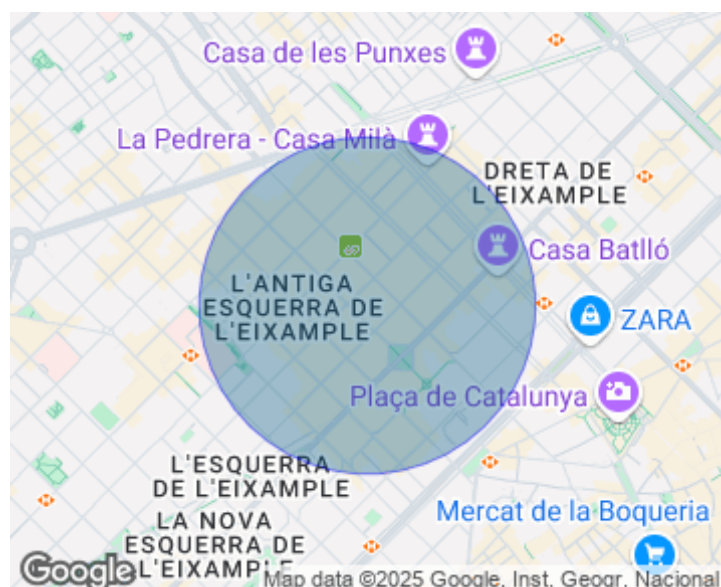 Casa de les Punxes
La Pedrera - Casa Milà
DRETA DE
L'EIXAMPLE
Casa Batlló
L'ANTIGA
ESQUERRA DE
L'EIXAMPLE
ZARA
Plaça de Catalunya
L'ESQUERRA
DE L'EIXAMPLE
Mercat de la Boqueria
LA NOVA
ESQUERRA DE
L'EIXAMPLE
Google
Map data ©2025 Google, Inst. Geogr. Nacional